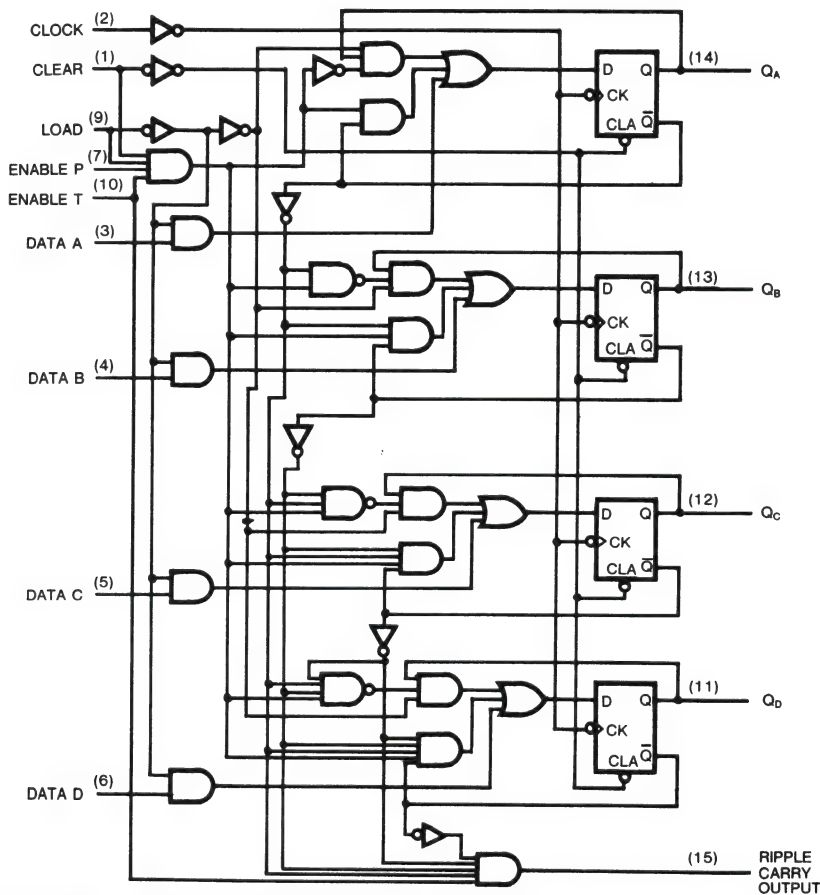 CLOCK (2)
CLEAR (1)
LOAD (9)
ENABLE P (7)
ENABLE T (10)
DATA A (3)
D Q (14) QA
CK
CLA Q̅
DATA B (4)
D Q (13) QB
CK
CLA Q̅
DATA C (5)
D Q (12) QC
CK
CLA Q̅
DATA D (6)
D Q (11) QD
CK
CLA Q̅
(15) RIPPLE
CARRY
OUTPUT